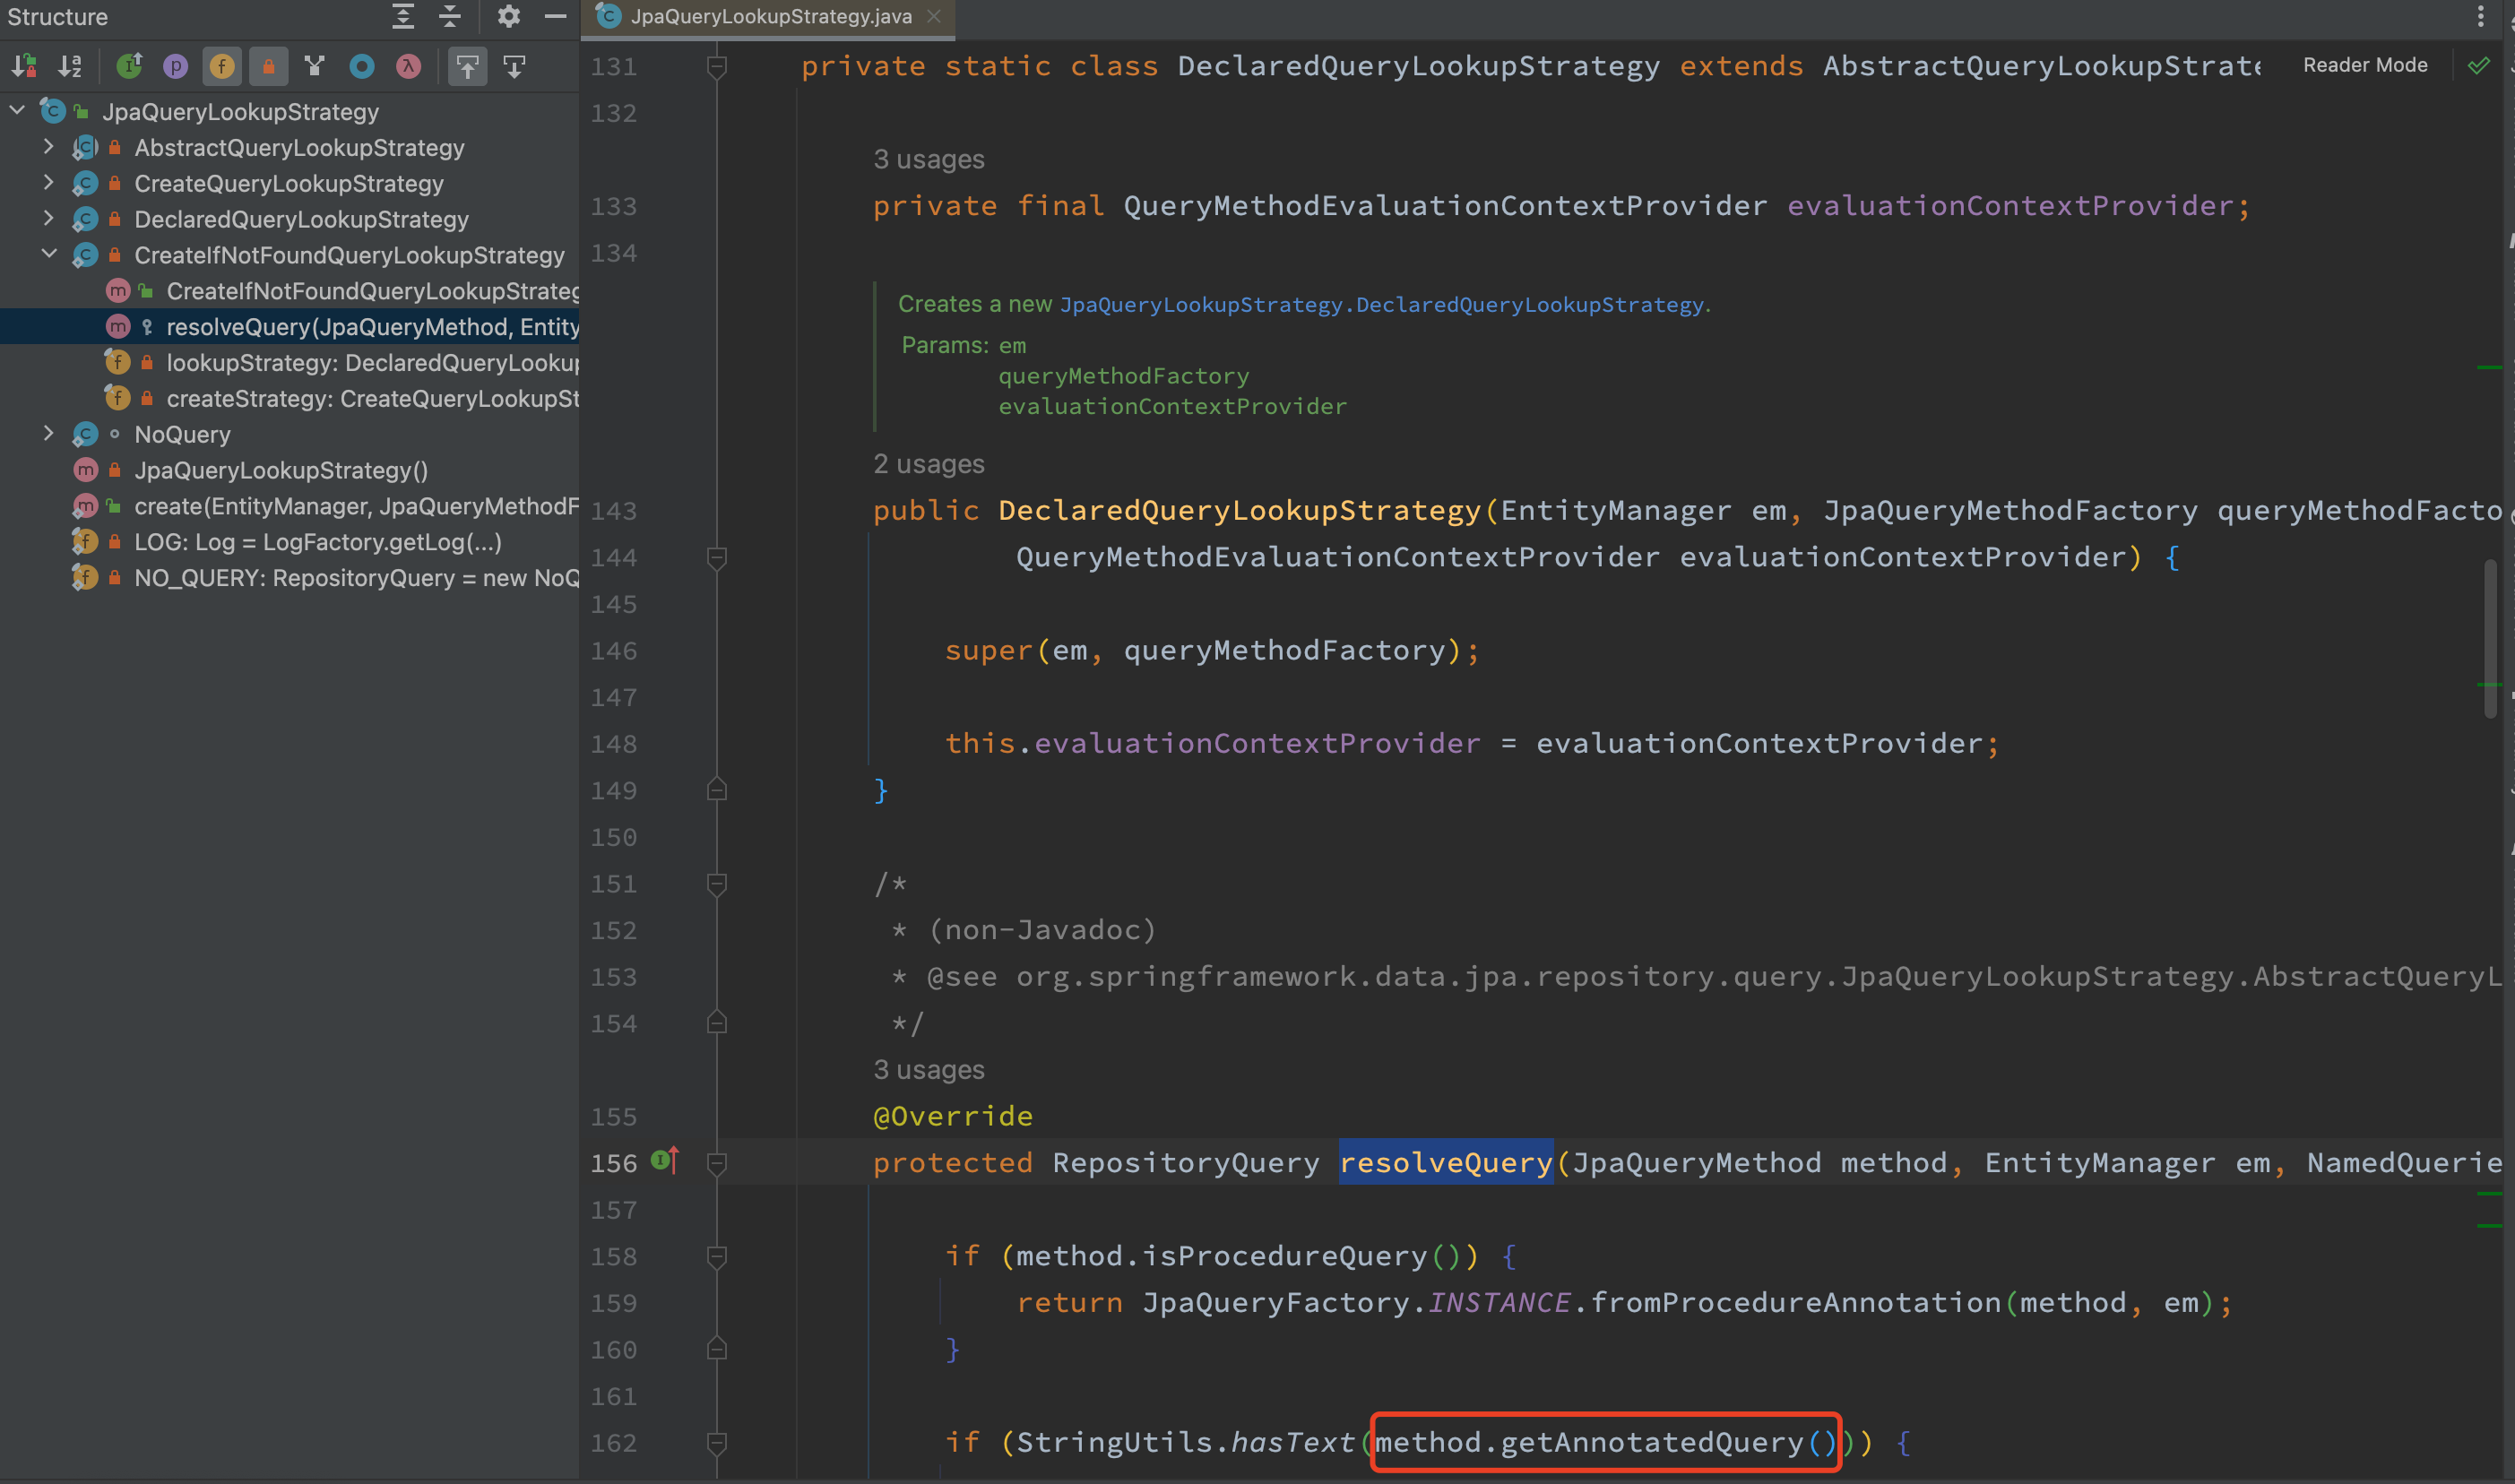 Structure
JpaQueryLookupStrategy
AbstractQueryLookupStrategy
CreateQueryLookupStrategy
DeclaredQueryLookupStrategy
CreateIfNotFoundQueryLookupStrategy
CreateIfNotFoundQueryLookupStrateg
resolveQuery(JpaQueryMethod, Entity
lookupStrategy: DeclaredQueryLookup
createStrategy: CreateQueryLookupSt
NoQuery
JpaQueryLookupStrategy()
create(EntityManager, JpaQueryMethodF
LOG: Log = LogFactory.getLog(...)
NO_QUERY: RepositoryQuery = new NoQ
JpaQueryLookupStrategy.java
Reader Mode
131 private static class DeclaredQueryLookupStrategy extends AbstractQueryLookupStrate
132
3 usages
133 private final QueryMethodEvaluationContextProvider evaluationContextProvider;
134
Creates a new JpaQueryLookupStrategy.DeclaredQueryLookupStrategy.
Params: em
queryMethodFactory
evaluationContextProvider
2 usages
143 public DeclaredQueryLookupStrategy(EntityManager em, JpaQueryMethodFactory queryMethodFacto
144 QueryMethodEvaluationContextProvider evaluationContextProvider) {
145
146 super(em, queryMethodFactory);
147
148 this.evaluationContextProvider = evaluationContextProvider;
149 }
150
151 /*
152 * (non-Javadoc)
153 * @see org.springframework.data.jpa.repository.query.JpaQueryLookupStrategy.AbstractQueryL
154 */
3 usages
155 @Override
156 protected RepositoryQuery resolveQuery(JpaQueryMethod method, EntityManager em, NamedQuerie
157
158 if (method.isProcedureQuery()) {
159 return JpaQueryFactory.INSTANCE.fromProcedureAnnotation(method, em);
160 }
161
162 if (StringUtils.hasText(method.getAnnotatedQuery())) {